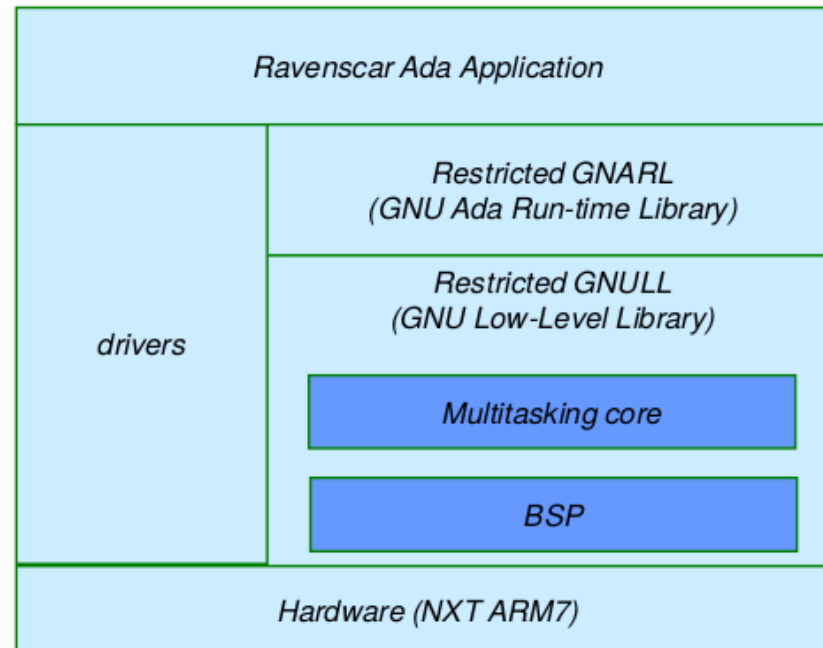 Ravenscar Ada Application
Restricted GNARL
(GNU Ada Run-time Library)
Restricted GNULL
(GNU Low-Level Library)
drivers
Multitasking core
BSP
Hardware (NXT ARM7)